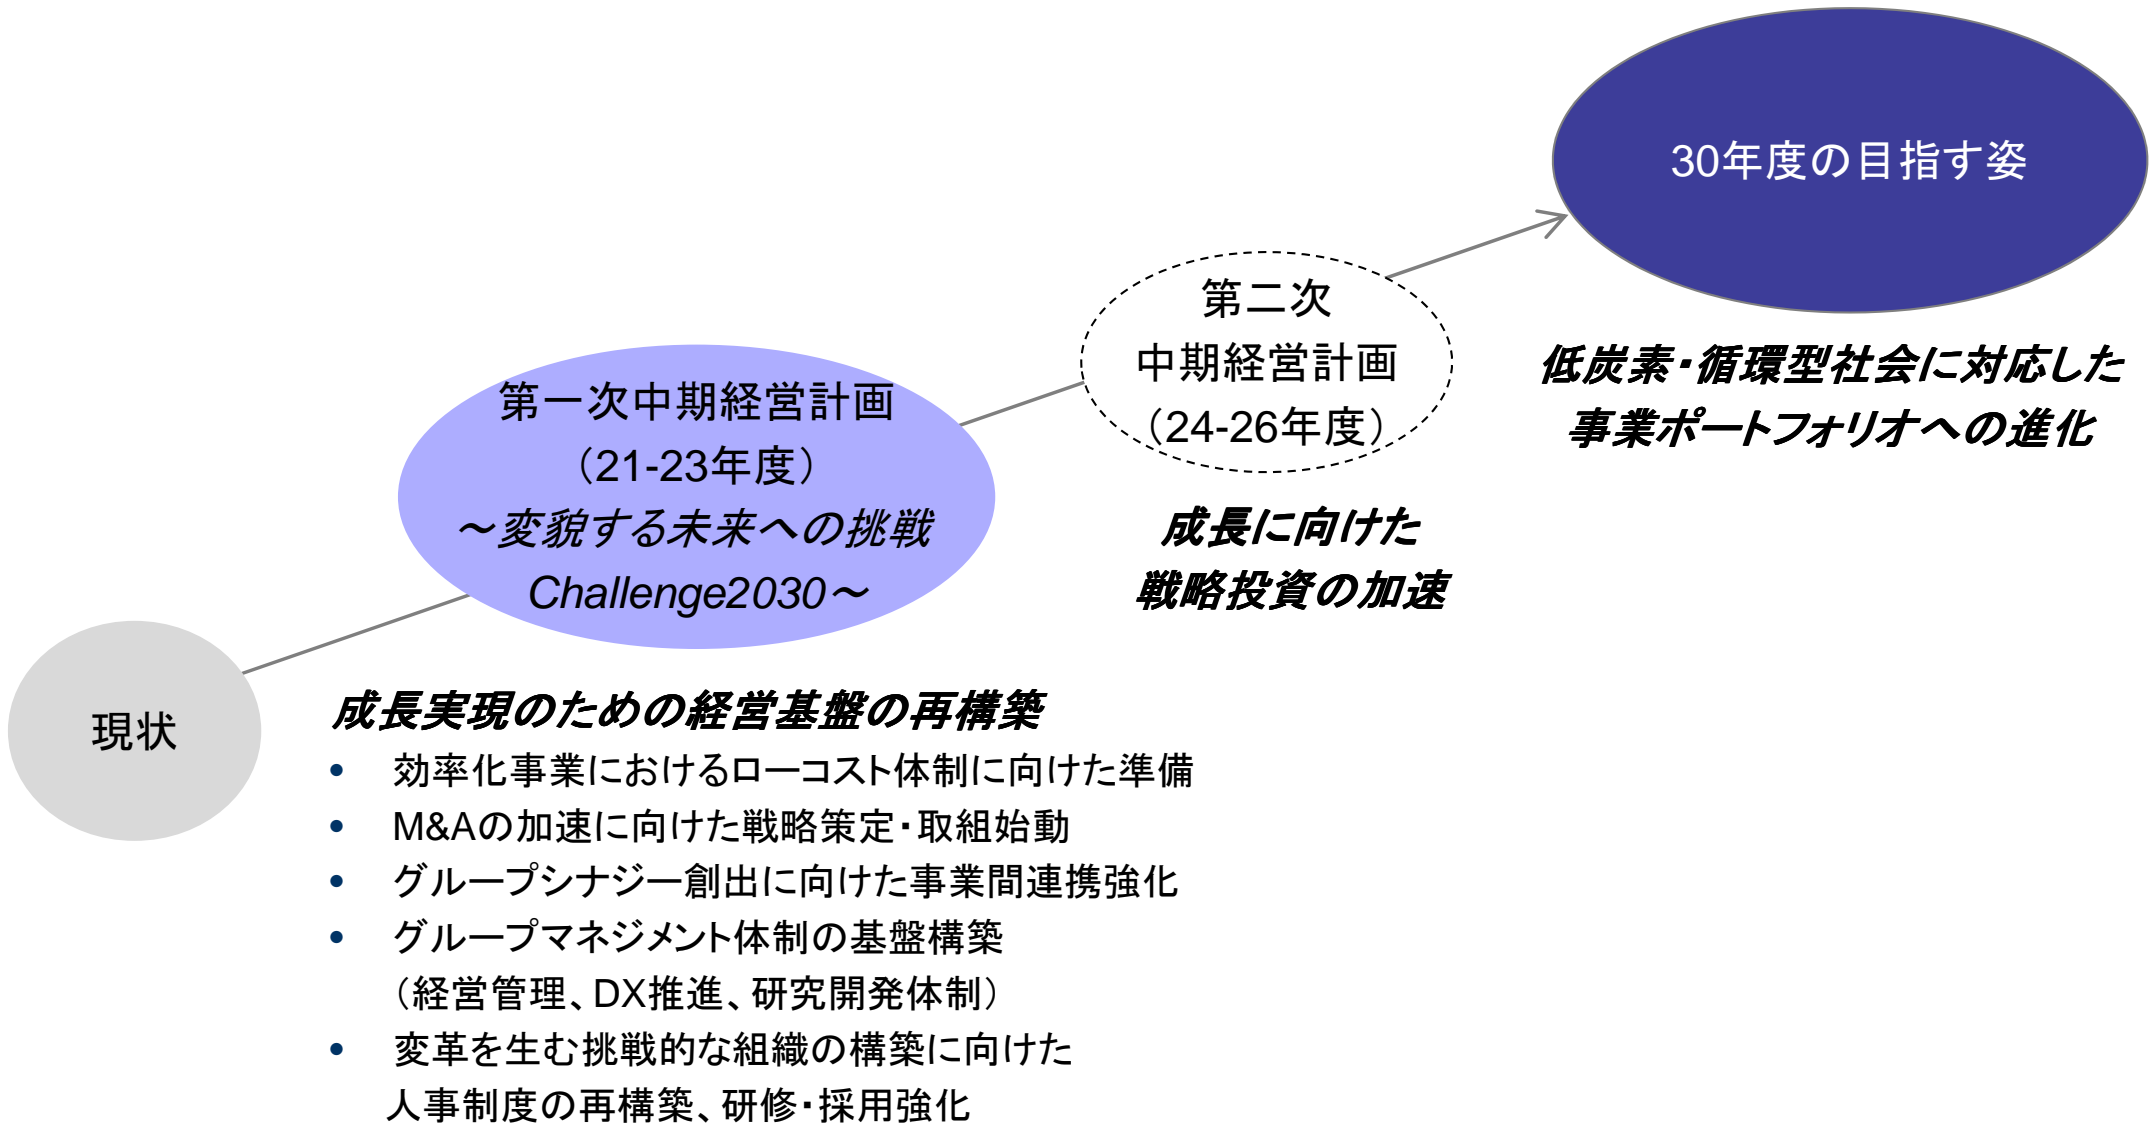 30年度の目指す姿
低炭素・循環型社会に対応した
事業ポートフォリオへの進化
第二次
中期経営計画
（24-26年度）
成長に向けた
戦略投資の加速
第一次中期経営計画
（21-23年度）
～変貌する未来への挑戦
Challenge2030～
現状
成長実現のための経営基盤の再構築
• 効率化事業におけるローコスト体制に向けた準備
• M&Aの加速に向けた戦略策定・取組始動
• グループシナジー創出に向けた事業間連携強化
• グループマネジメント体制の基盤構築
（経営管理、DX推進、研究開発体制）
• 変革を生む挑戦的な組織の構築に向けた
人事制度の再構築、研修・採用強化